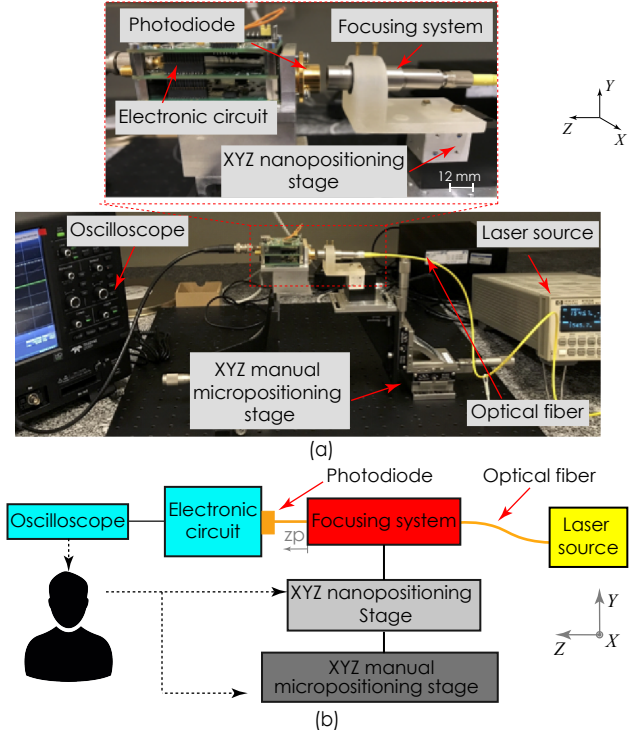 Photodiode
Focusing system
Electronic circuit
XYZ nanopositioning
stage
12 mm
Y
Z
X
Oscilloscope
Laser source
XYZ manual
micropositioning
stage
Optical fiber
(a)
Photodiode
Optical fiber
Oscilloscope
Electronic
circuit
Focusing system
Laser
source
zp
XYZ nanopositioning
Stage
Y
Z
X
XYZ manual
micropositioning stage
(b)